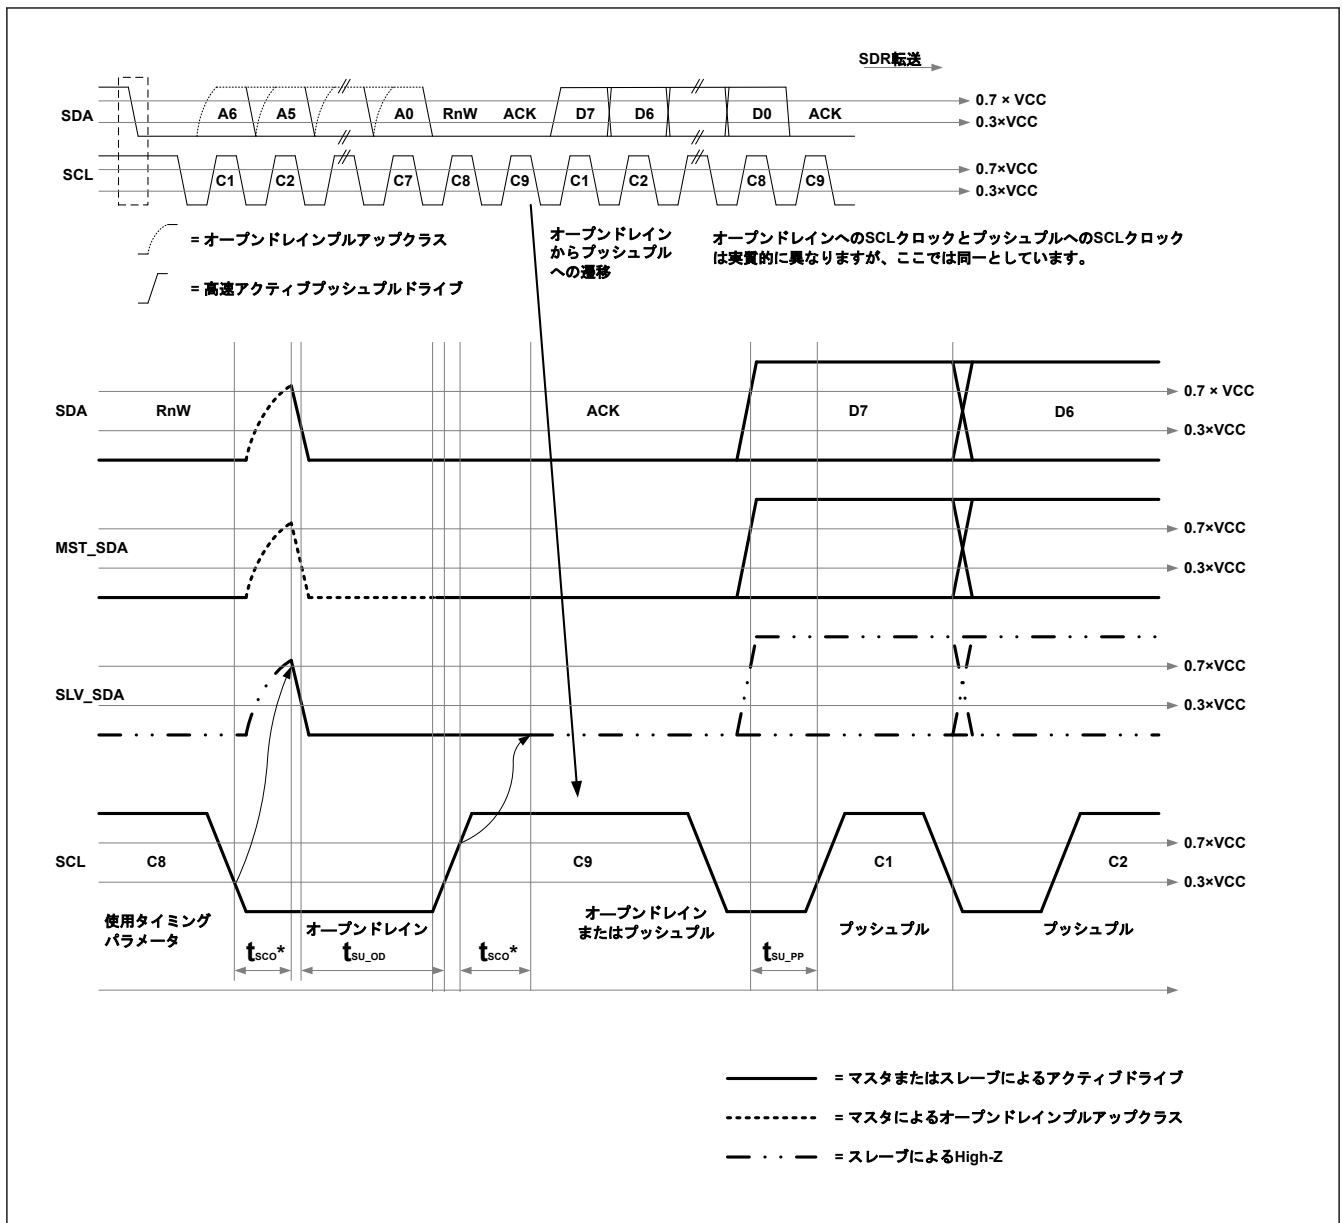 SDR転送
SDA
A6
A5
A0
RnW
ACK
D7
D6
D0
ACK
0.7 × VCC
0.3×VCC
SCL
C1
C2
C7
C8
C9
C1
C2
C8
C9
0.7×VCC
0.3×VCC
= オープンドレインプルアップクラス
= 高速アクティブプッシュプルドライブ
オープンドレイン
からプッシュプル
への遷移
オープンドレインへのSCLクロックとプッシュプルへのSCLクロック
は実質的に異なりますが、ここでは同一としています。
SDA
RnW
ACK
D7
D6
0.7 × VCC
0.3×VCC
MST_SDA
0.7×VCC
0.3×VCC
SLV_SDA
0.7×VCC
0.3×VCC
SCL
C8
C9
C1
C2
0.7×VCC
0.3×VCC
使用タイミング
パラメータ
オープンドレイン
オープンドレイン
またはプッシュプル
プッシュプル
プッシュプル
tSCO*
tSU_OD
tSCO*
tSU_PP
= マスタまたはスレーブによるアクティブドライブ
= マスタによるオープンドレインプルアップクラス
= スレーブによるHigh-Z